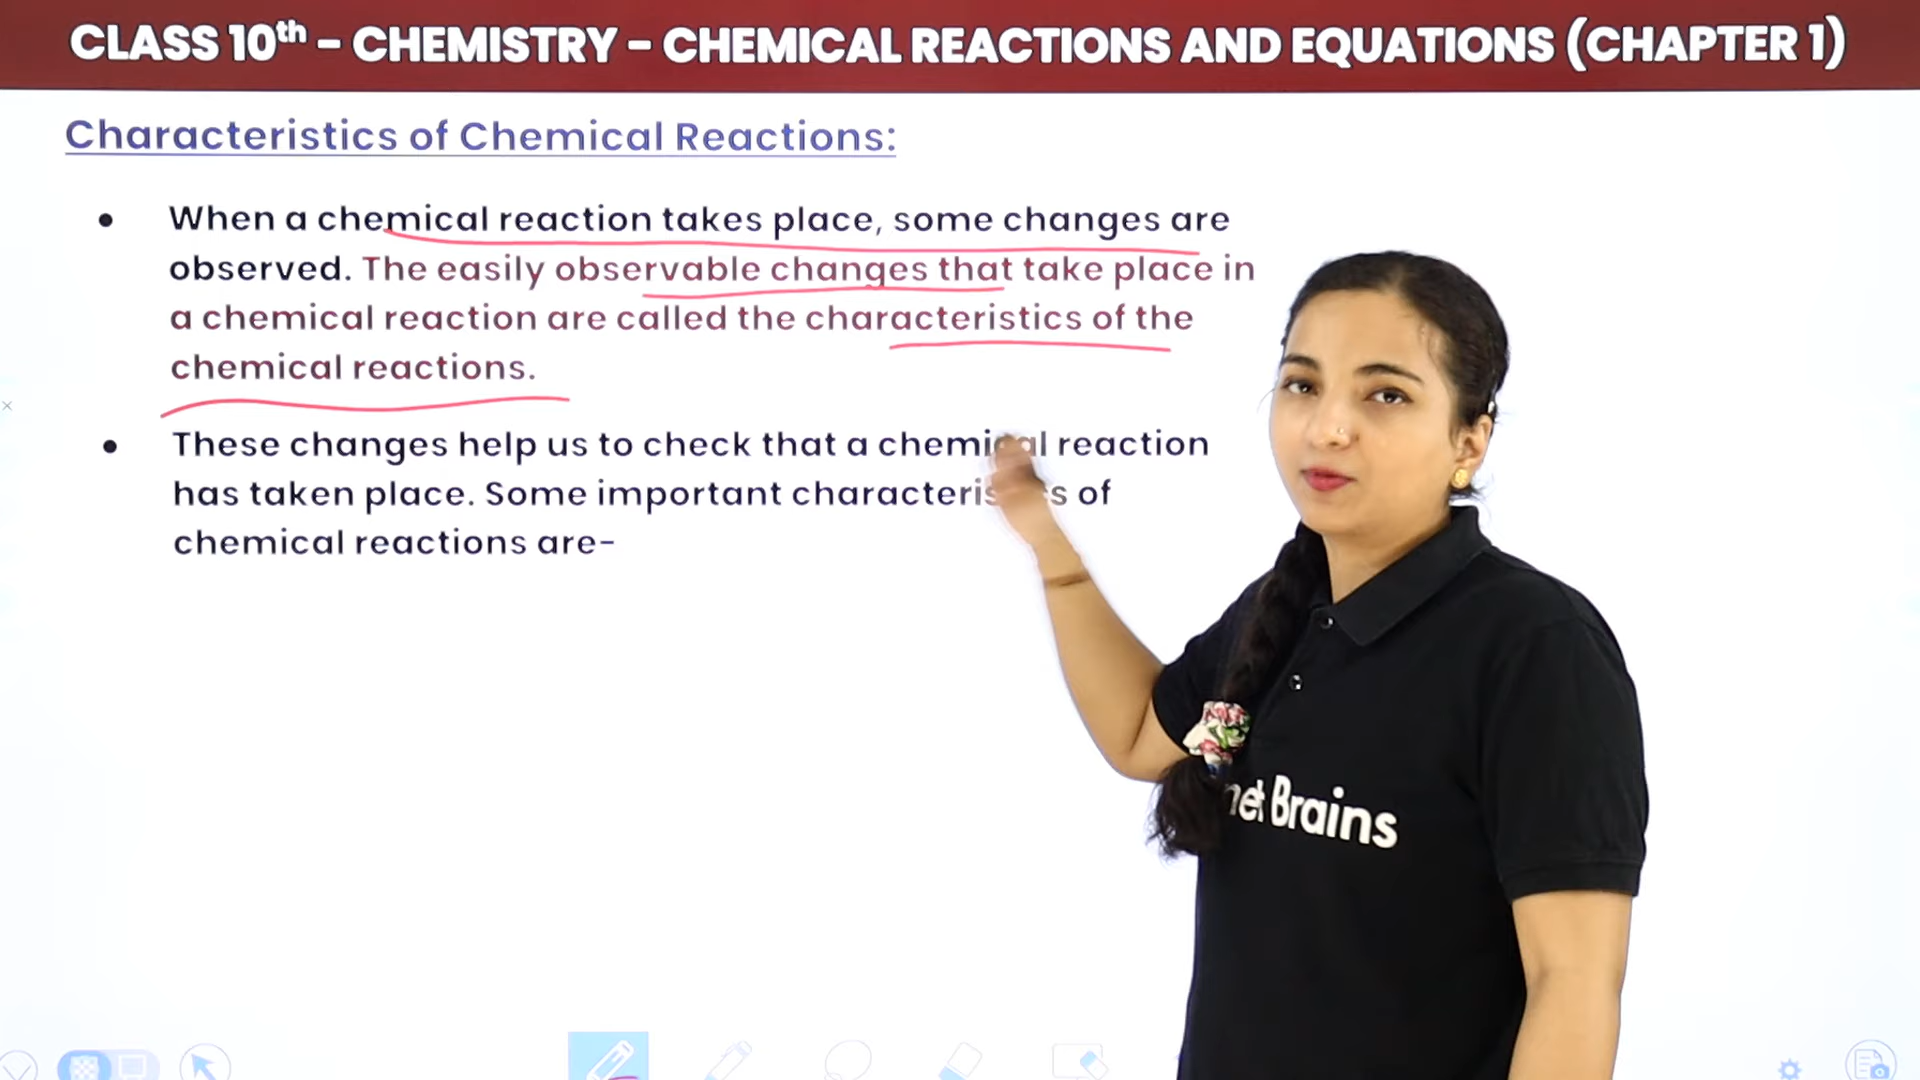 CLASS 10th - CHEMISTRY - CHEMICAL REACTIONS AND EQUATIONS (CHAPTER 1)
Characteristics of Chemical Reactions:
• When a chemical reaction takes place, some changes are
observed. The easily observable changes that take place in
a chemical reaction are called the characteristics of the
chemical reactions.
• These changes help us to check that a chemical reaction
has taken place. Some important characteristics of
chemical reactions are-
net Brains